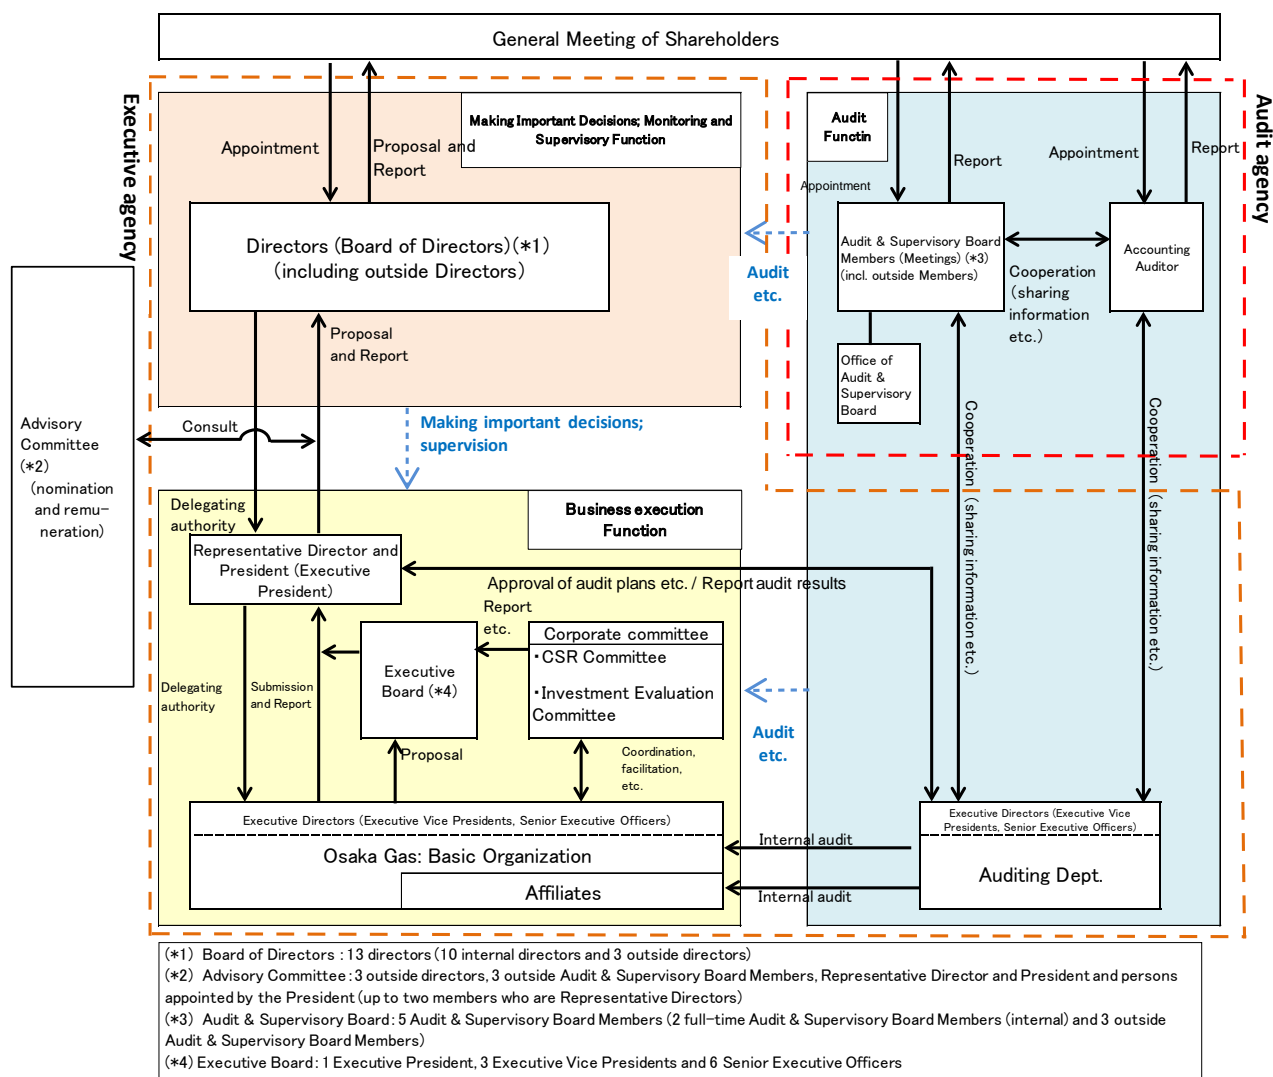 General Meeting of Shareholders
Executive agency
Audit agency
Making Important Decisions; Monitoring and
Supervisory Function
Audit
Functin
Appointment
Proposal and
Report
Appointment
Report
Appointment
Report
Directors (Board of Directors)(*1)
(including outside Directors)
Audit
etc.
Audit & Supervisory Board
Members (Meetings) (*3)
(incl. outside Members)
Cooperation
(sharing
information
etc.)
Accounting
Auditor
Office of
Audit &
Supervisory
Board
Proposal
and Report
Advisory
Committee
(*2)
(nomination
and remu-
neration)
Consult
Making important decisions;
supervision
Cooperation (sharing information etc.)
Cooperation (sharing information etc.)
Delegating
authority
Business execution
Function
Representative Director and
President (Executive
President)
Approval of audit plans etc. / Report audit results
Report
etc.
Executive
Board (*4)
Corporate committee
・CSR Committee
・Investment Evaluation
Committee
Delegating
authority
Submission
and Report
Proposal
Coordination,
facilitation,
etc.
Audit
etc.
Executive Directors (Executive Vice Presidents, Senior Executive Officers)
Osaka Gas: Basic Organization
Affiliates
Internal audit
Internal audit
Executive Directors (Executive Vice
Presidents, Senior Executive Officers)
Auditing Dept.
(*1) Board of Directors : 13 directors (10 internal directors and 3 outside directors)
(*2) Advisory Committee : 3 outside directors, 3 outside Audit & Supervisory Board Members, Representative Director and President and persons
appointed by the President (up to two members who are Representative Directors)
(*3) Audit & Supervisory Board : 5 Audit & Supervisory Board Members (2 full-time Audit & Supervisory Board Members (internal) and 3 outside
Audit & Supervisory Board Members)
(*4) Executive Board : 1 Executive President, 3 Executive Vice Presidents and 6 Senior Executive Officers